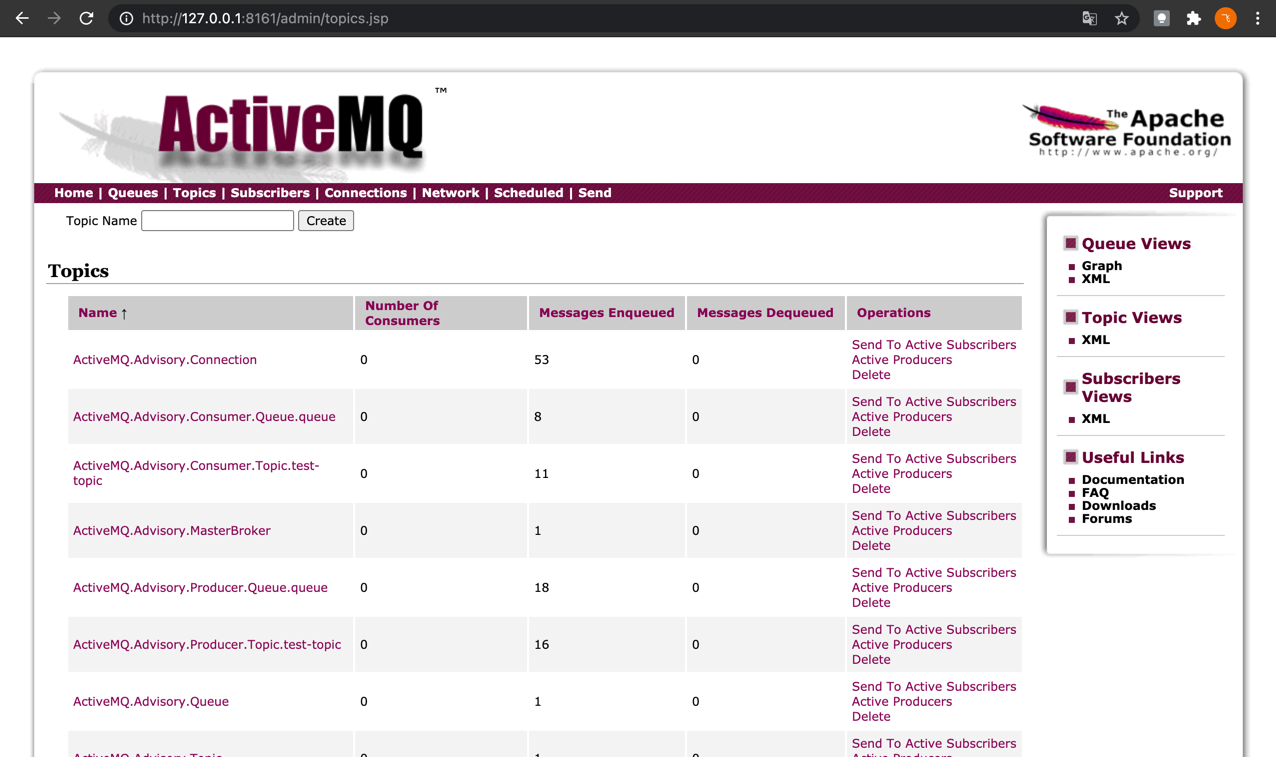 http://127.0.0.1:8161/admin/topics.jsp
ActiveMQ ™
The Apache
Software Foundation
http://www.apache.org/
Home | Queues | Topics | Subscribers | Connections | Network | Scheduled | Send
Support
Topic Name Create
Topics
Name ↑ Number Of Consumers Messages Enqueued Messages Dequeued Operations
ActiveMQ.Advisory.Connection 0 53 0 Send To Active Subscribers
Active Producers
Delete
ActiveMQ.Advisory.Consumer.Queue.queue 0 8 0 Send To Active Subscribers
Active Producers
Delete
ActiveMQ.Advisory.Consumer.Topic.test-
topic 0 11 0 Send To Active Subscribers
Active Producers
Delete
ActiveMQ.Advisory.MasterBroker 0 1 0 Send To Active Subscribers
Active Producers
Delete
ActiveMQ.Advisory.Producer.Queue.queue 0 18 0 Send To Active Subscribers
Active Producers
Delete
ActiveMQ.Advisory.Producer.Topic.test-topic 0 16 0 Send To Active Subscribers
Active Producers
Delete
ActiveMQ.Advisory.Queue 0 1 0 Send To Active Subscribers
Active Producers
Delete
Send To Active Subscribers
Queue Views
Graph
XML
Topic Views
XML
Subscribers
Views
XML
Useful Links
Documentation
FAQ
Downloads
Forums